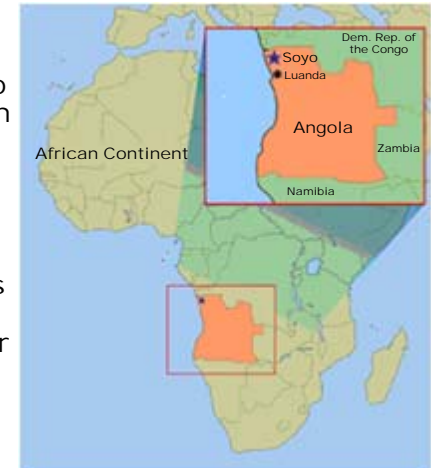 Dem. Rep. of
the Congo
Soyo
Luanda
Angola
African Continent
Zambia
Namibia